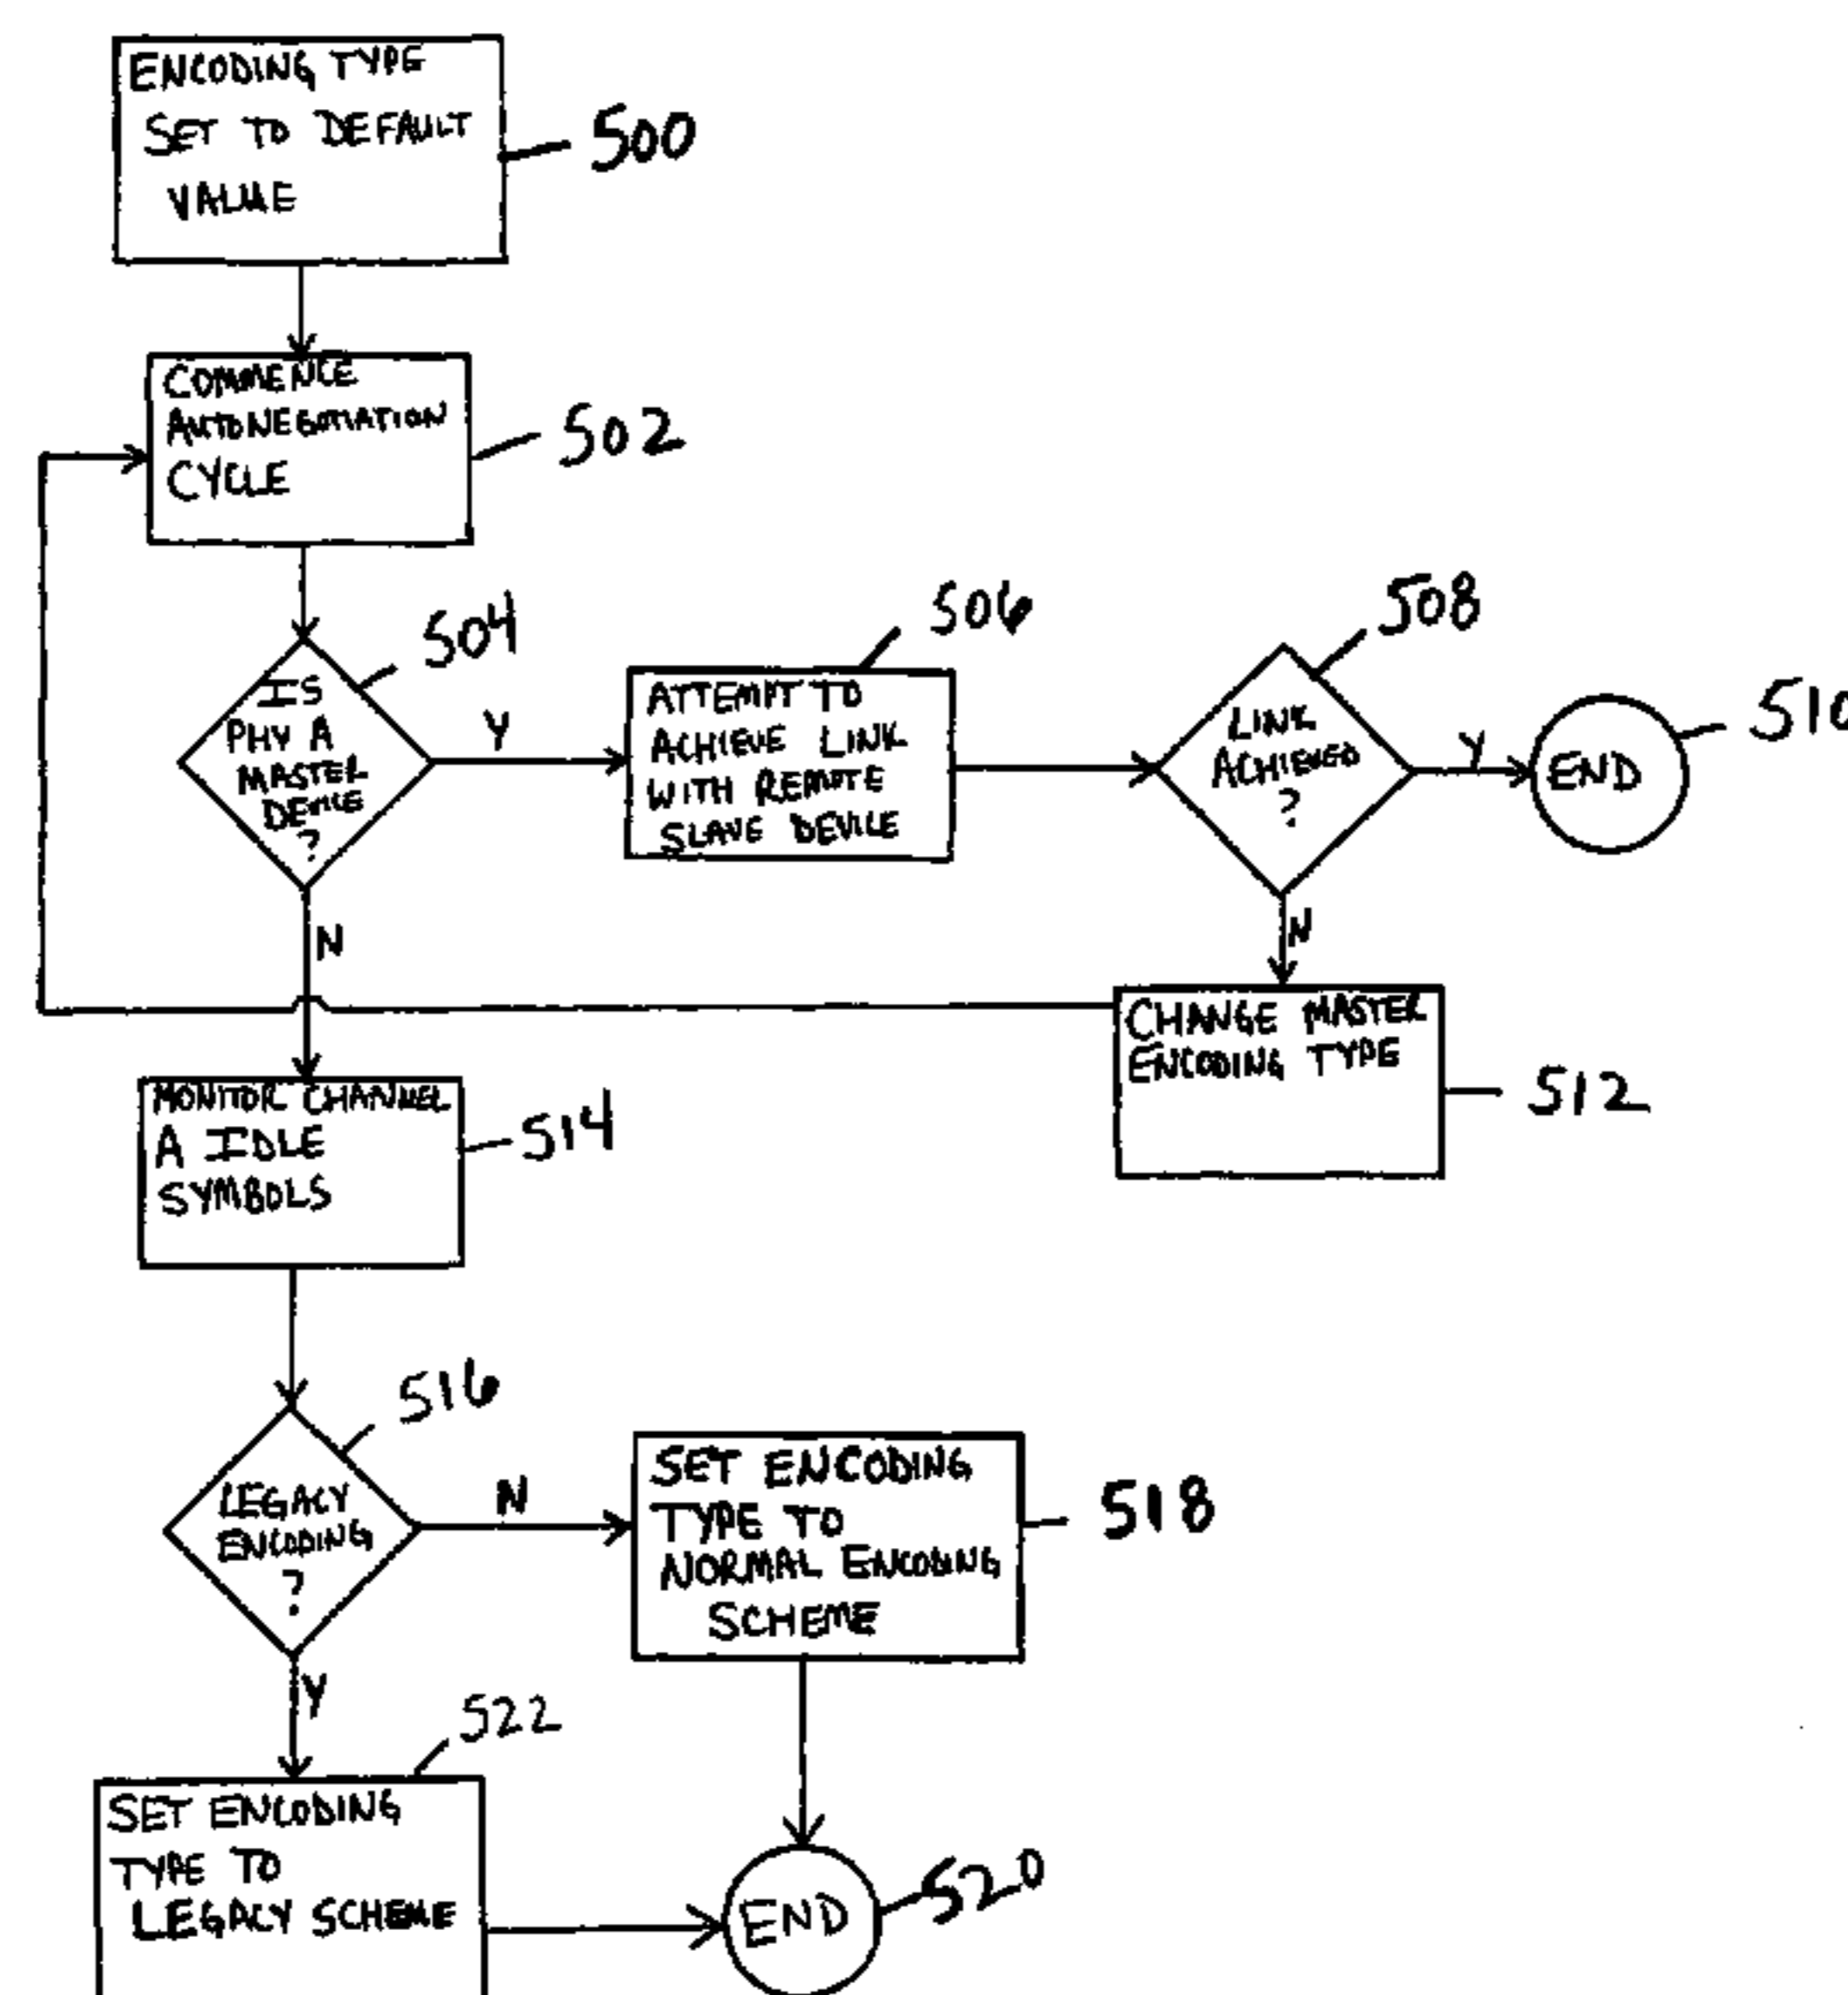 ENCODING TYPE
SET TO DEFAULT
VALUE
500
COMMENCE
AUTONEGOTIATION
CYCLE
502
504
IS
PHY A
MASTER
DEVICE
?
Y
N
506
ATTEMPT TO
ACHIEVE LINK
WITH REMOTE
SLAVE DEVICE
508
LINK
ACHIEVED
?
Y
N
END
510
CHANGE MASTER
ENCODING TYPE
512
MONITOR CHANNEL
A IDLE
SYMBOLS
514
516
LEGACY
ENCODING
?
N
Y
SET ENCODING
TYPE TO
NORMAL ENCODING
SCHEME
518
522
SET ENCODING
TYPE TO
LEGACY SCHEME
END
520